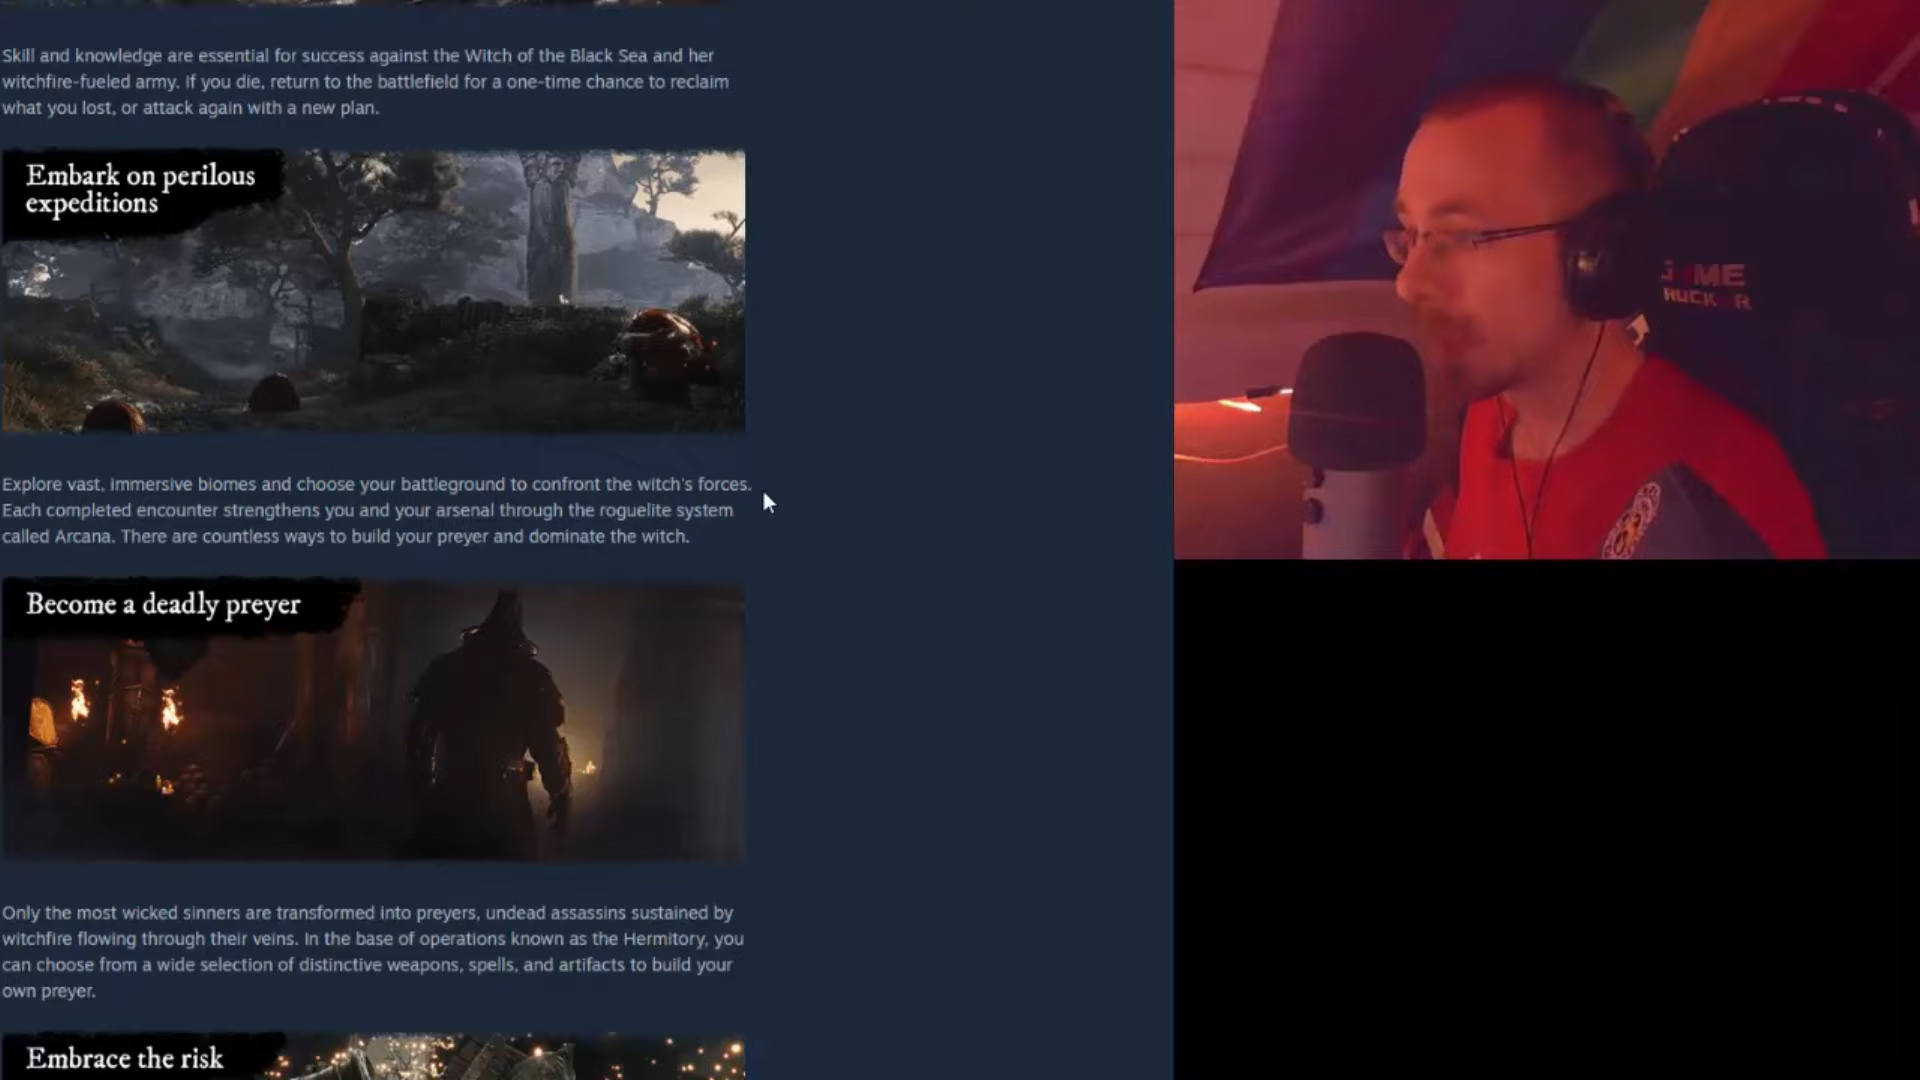 Skill and knowledge are essential for success against the Witch of the Black Sea and her
witchfire-fueled army. If you die, return to the battlefield for a one-time chance to reclaim
what you lost, or attack again with a new plan.
Embark on perilous
expeditions
Explore vast, immersive biomes and choose your battleground to confront the witch's forces.
Each completed encounter strengthens you and your arsenal through the roguelite system
called Arcana. There are countless ways to build your preyer and dominate the witch.
Become a deadly preyer
Only the most wicked sinners are transformed into preyers, undead assassins sustained by
witchfire flowing through their veins. In the base of operations known as the Hermitory, you
can choose from a wide selection of distinctive weapons, spells, and artifacts to build your
own preyer.
Embrace the risk